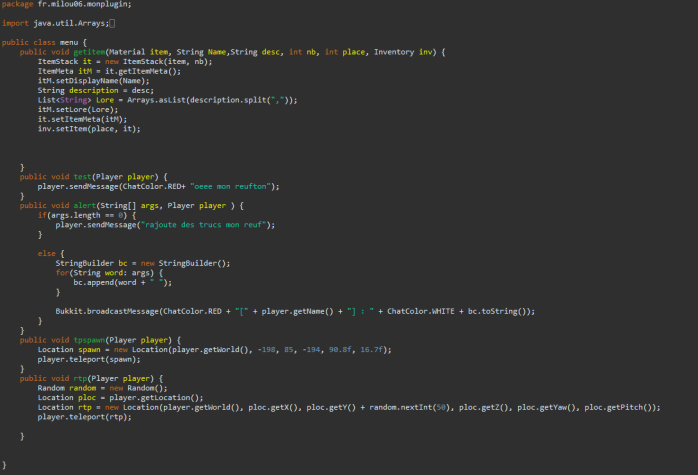 package fr.milou06.monplugin;
import java.util.Arrays;
public class menu {
public void getitem(Material item, String Name,String desc, int nb, int place, Inventory inv) {
ItemStack it = new ItemStack(item, nb);
ItemMeta itM = it.getItemMeta();
itM.setDisplayName(Name);
String description = desc;
List<String> Lore = Arrays.asList(description.split(","));
itM.setLore(Lore);
it.setItemMeta(itM);
inv.setItem(place, it);
}
public void test(Player player) {
player.sendMessage(ChatColor.RED+ "oeee mon reufton");
}
public void alert(String[] args, Player player ) {
if(args.length == 0) {
player.sendMessage("rajoute des trucs mon reuf");
}
else {
StringBuilder bc = new StringBuilder();
for(String word: args) {
bc.append(word + " ");
}
Bukkit.broadcastMessage(ChatColor.RED + "[" + player.getName() + "] : " + ChatColor.WHITE + bc.toString());
}
}
public void tpspawn(Player player) {
Location spawn = new Location(player.getWorld(), -198, 85, -194, 90.8f, 16.7f);
player.teleport(spawn);
}
public void rtp(Player player) {
Random random = new Random();
Location ploc = player.getLocation();
Location rtp = new Location(player.getWorld(), ploc.getX(), ploc.getY() + random.nextInt(50), ploc.getZ(), ploc.getYaw(), ploc.getPitch());
player.teleport(rtp);
}
}